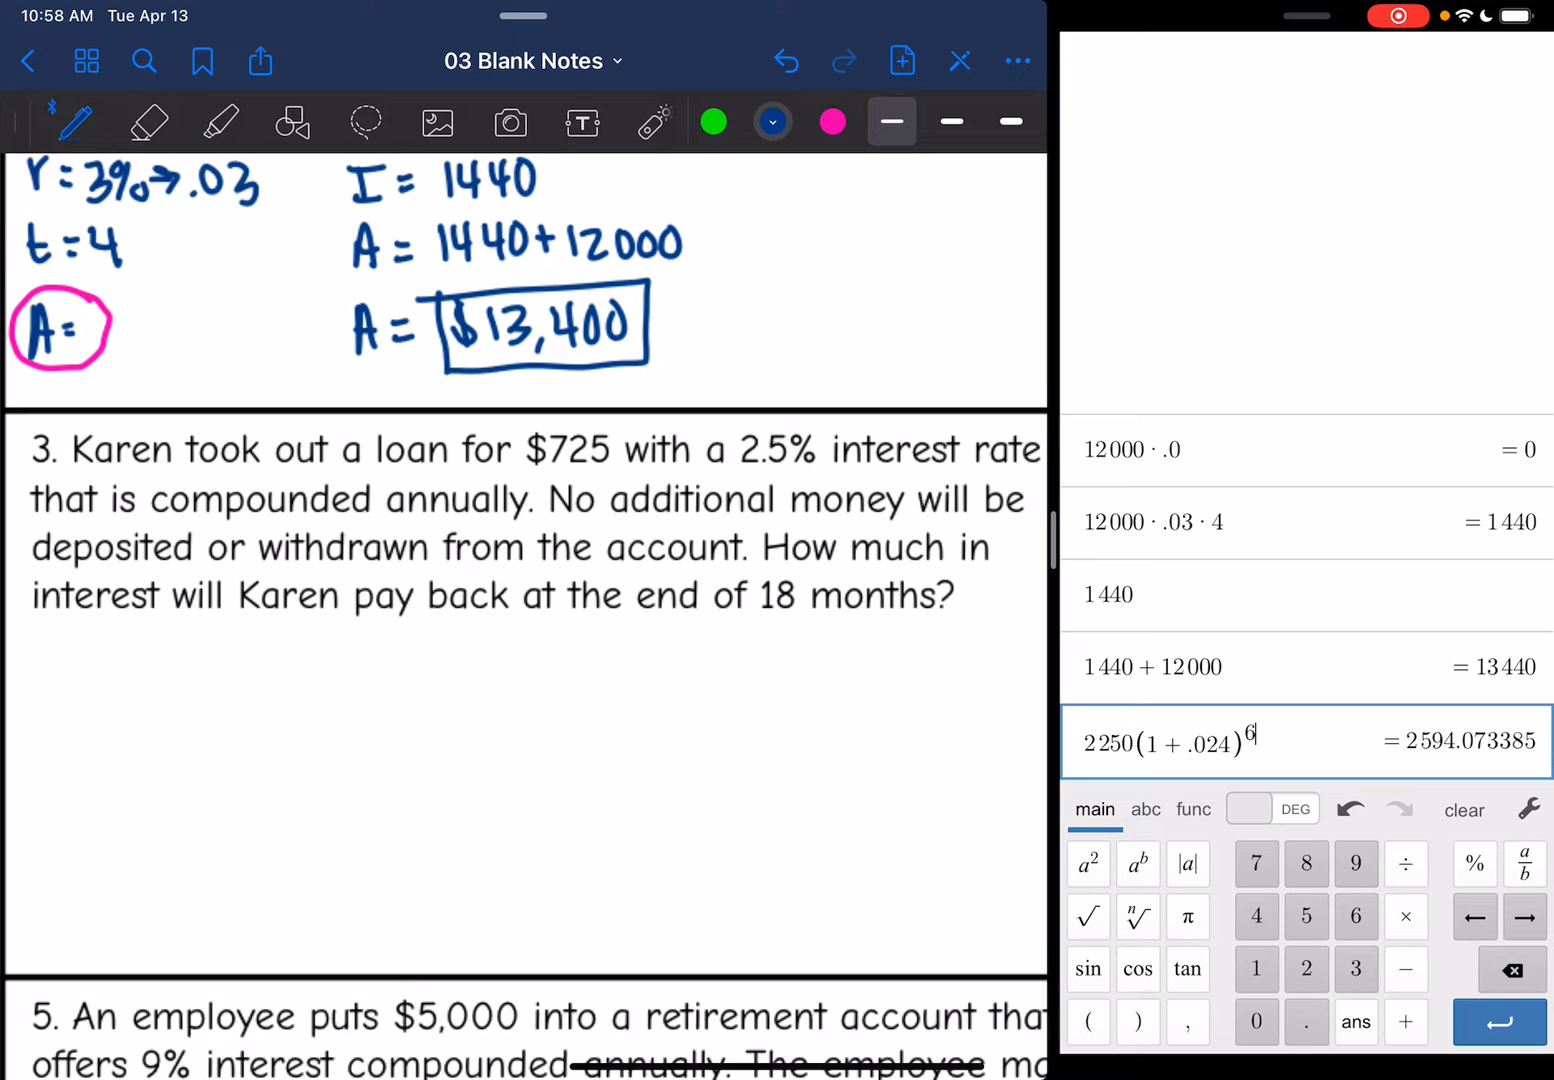 10:58 AM Tue Apr 13
03 Blank Notes
T
r = 3% → .03
I = 1440
t = 4
A = 1440 + 12000
A =
A = $13,400
3. Karen took out a loan for $725 with a 2.5% interest rate
that is compounded annually. No additional money will be
deposited or withdrawn from the account. How much in
interest will Karen pay back at the end of 18 months?
5. An employee puts $5,000 into a retirement account that
offers 9% interest compounded annually. The employee
12000 · .0 = 0
12000 · .03 · 4 = 1440
1440
1440 + 12000 = 13440
2250(1 + .024)^6 = 2594.073385
main abc func DEG clear
a² aᵇ |a| 7 8 9 ÷ % a/b
√ ⁿ√ π 4 5 6 × ← →
sin cos tan 1 2 3 −
( ) , 0 . ans +